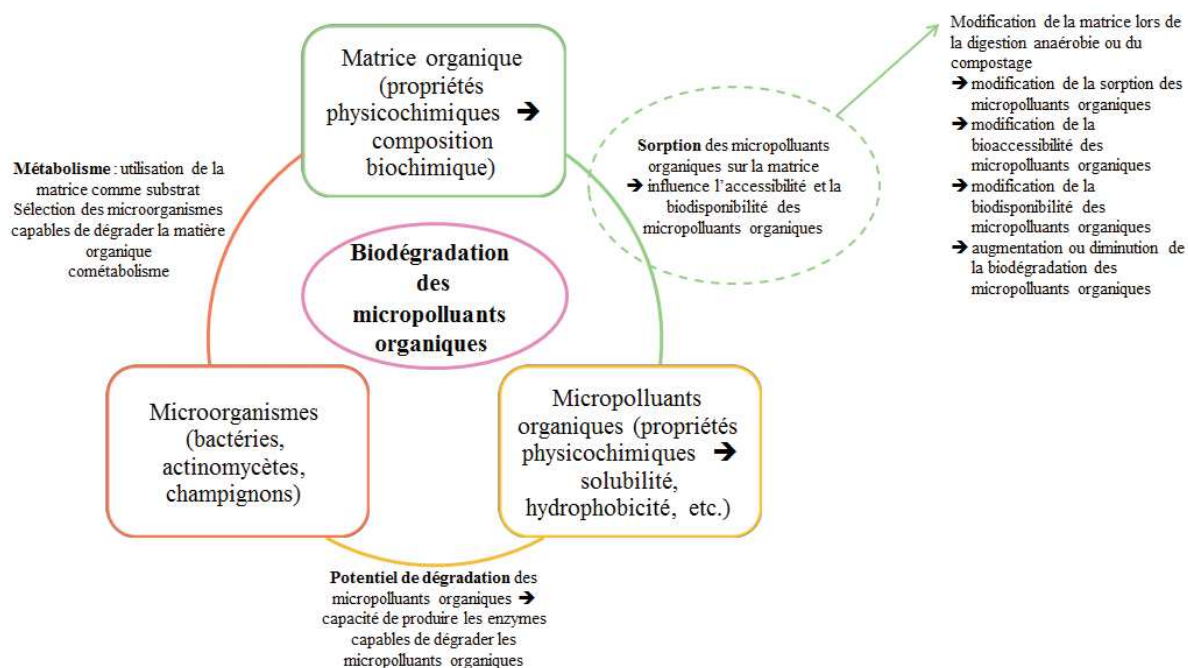 Matrice organique
(propriétés
physicochimiques ➔
composition
biochimique)
Modification de la matrice lors de
la digestion anaérobie ou du
compostage
➔ modification de la sorption des
micropolluants organiques
➔ modification de la
bioaccessibilité des
micropolluants organiques
➔ modification de la
biodisponibilité des
micropolluants organiques
➔ augmentation ou diminution de
la biodégradation des
micropolluants organiques
Sorption des micropolluants
organiques sur la matrice
➔ influence l’accessibilité et la
biodisponibilité des
micropolluants organiques
Métabolisme : utilisation de la
matrice comme substrat
Sélection des microorganismes
capables de dégrader la matière
organique
cométabolisme
Biodégradation
des
micropolluants
organiques
Microorganismes
(bactéries,
actinomycètes,
champignons)
Micropolluants
organiques (propriétés
physicochimiques ➔
solubilité,
hydrophobicité, etc.)
Potentiel de dégradation des
micropolluants organiques ➔
capacité de produire les enzymes
capables de dégrader les
micropolluants organiques